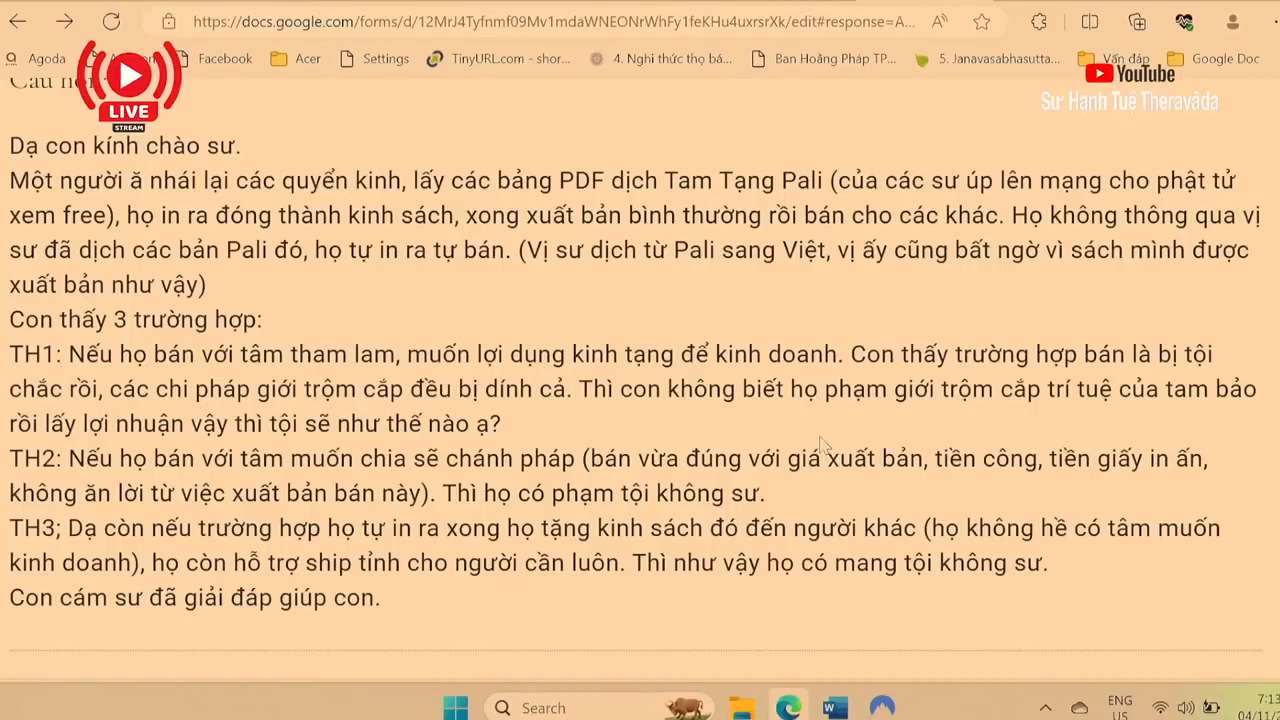 https://docs.google.com/forms/d/12MrJ4Tyfnmf09Mv1mdaWNEONrWhFy1feKHu4uxrsrXk/edit#response=A...
Agoda
Facebook
Acer
Settings
TinyURL.com - shor...
4. Nghi thức thọ bá...
Ban Hoằng Pháp TP...
5. Janavasabhasutta...
Vấn đáp
Google Doc
LIVE
STREAM
YouTube
Sư Hạnh Tuệ Theravāda
Dạ con kính chào sư.
Một người ă nhái lại các quyển kinh, lấy các bảng PDF dịch Tam Tạng Pali (của các sư úp lên mạng cho phật tử
xem free), họ in ra đóng thành kinh sách, xong xuất bản bình thường rồi bán cho các khác. Họ không thông qua vị
sư đã dịch các bản Pali đó, họ tự in ra tự bán. (Vị sư dịch từ Pali sang Việt, vị ấy cũng bất ngờ vì sách mình được
xuất bản như vậy)
Con thấy 3 trường hợp:
TH1: Nếu họ bán với tâm tham lam, muốn lợi dụng kinh tạng để kinh doanh. Con thấy trường hợp bán là bị tội
chắc rồi, các chi pháp giới trộm cắp đều bị dính cả. Thì con không biết họ phạm giới trộm cắp trí tuệ của tam bảo
rồi lấy lợi nhuận vậy thì tội sẽ như thế nào ạ?
TH2: Nếu họ bán với tâm muốn chia sẽ chánh pháp (bán vừa đúng với giá xuất bản, tiền công, tiền giấy in ấn,
không ăn lời từ việc xuất bản bán này). Thì họ có phạm tội không sư.
TH3; Dạ còn nếu trường hợp họ tự in ra xong họ tặng kinh sách đó đến người khác (họ không hề có tâm muốn
kinh doanh), họ còn hỗ trợ ship tỉnh cho người cần luôn. Thì như vậy họ có mang tội không sư.
Con cám sư đã giải đáp giúp con.
Search
ENG
US
7:13
04/11/2